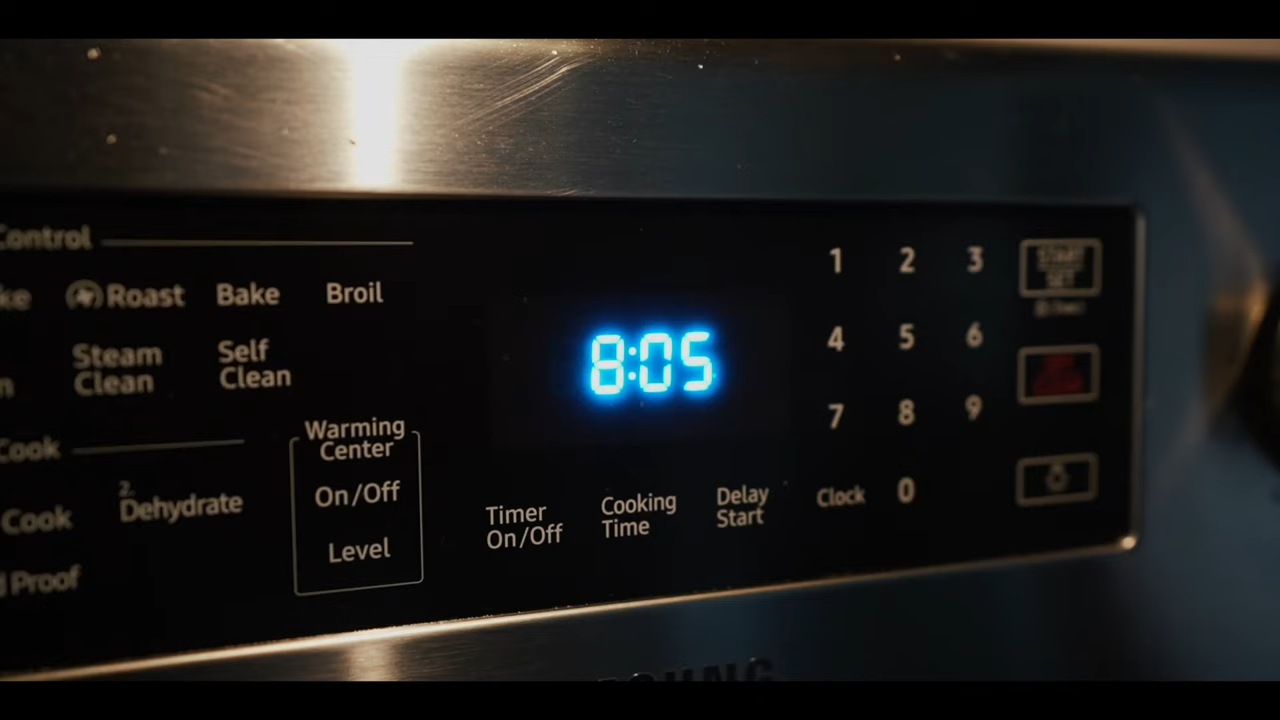 Control
Roast Bake Broil
Steam Clean
Self Clean
Cook
Cook
2.
Dehydrate
Proof
Warming
Center
On/Off
Level
8:05
Timer
On/Off
Cooking
Time
Delay
Start
Clock
1 2 3
4 5 6
7 8 9
0
START
SET